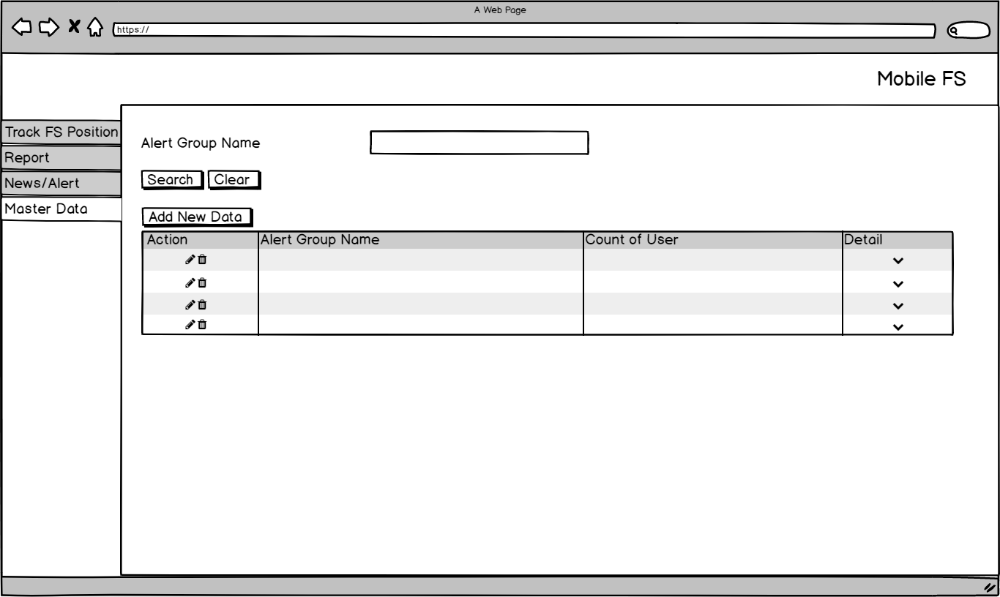 A Web Page
https://
Mobile FS
Track FS Position
Report
News/Alert
Master Data
Alert Group Name
Search Clear
Add New Data
Action Alert Group Name Count of User Detail